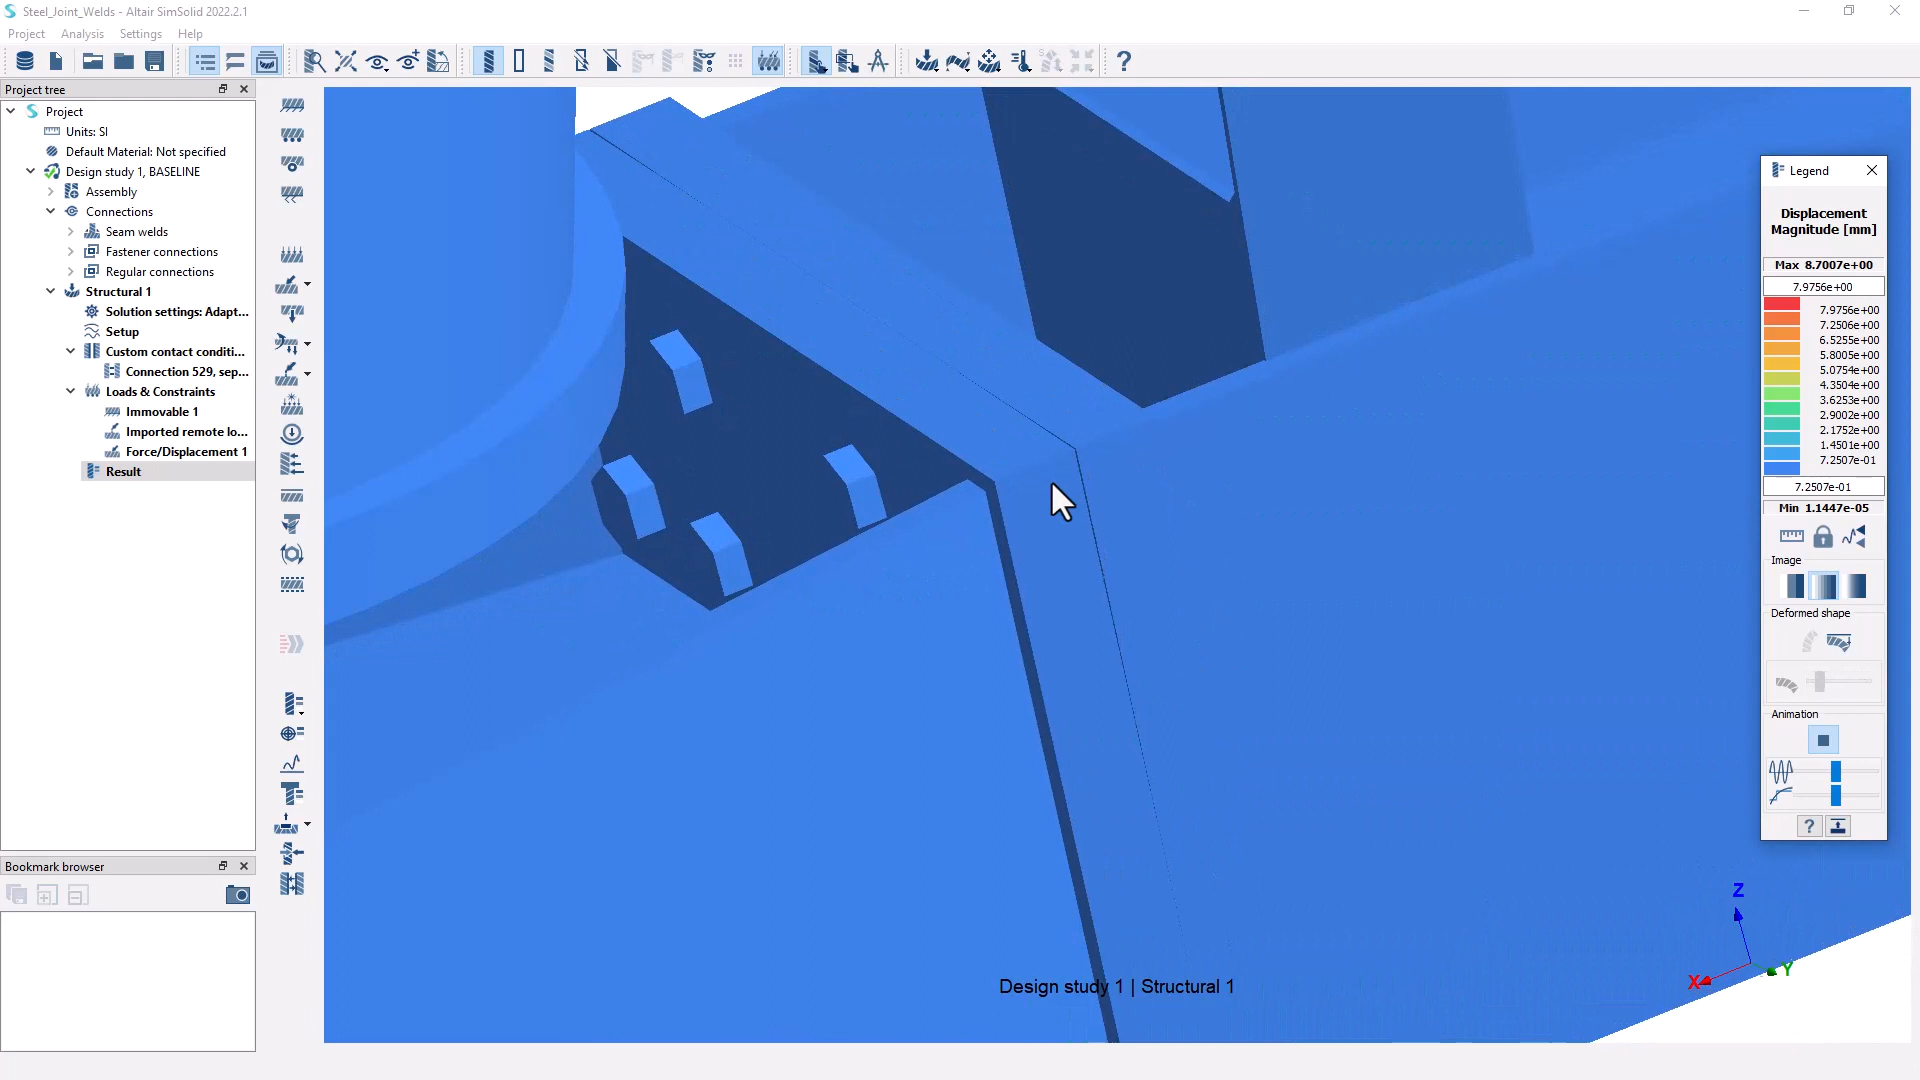 Steel_Joint_Welds - Altair SimSolid 2022.2.1
Project Analysis Settings Help
Project tree
Project
Units: SI
Default Material: Not specified
Design study 1, BASELINE
Assembly
Connections
Seam welds
Fastener connections
Regular connections
Structural 1
Solution settings: Adapt...
Setup
Custom contact conditi...
Connection 529, sep...
Loads & Constraints
Immovable 1
Imported remote lo...
Force/Displacement 1
Result
Bookmark browser
Design study 1 | Structural 1
Z
X
Y
Legend
Displacement
Magnitude [mm]
Max 8.7007e+00
7.9756e+00
7.9756e+00
7.2506e+00
6.5255e+00
5.8005e+00
5.0754e+00
4.3504e+00
3.6253e+00
2.9002e+00
2.1752e+00
1.4501e+00
7.2507e-01
7.2507e-01
Min 1.1447e-05
Image
Deformed shape
Animation